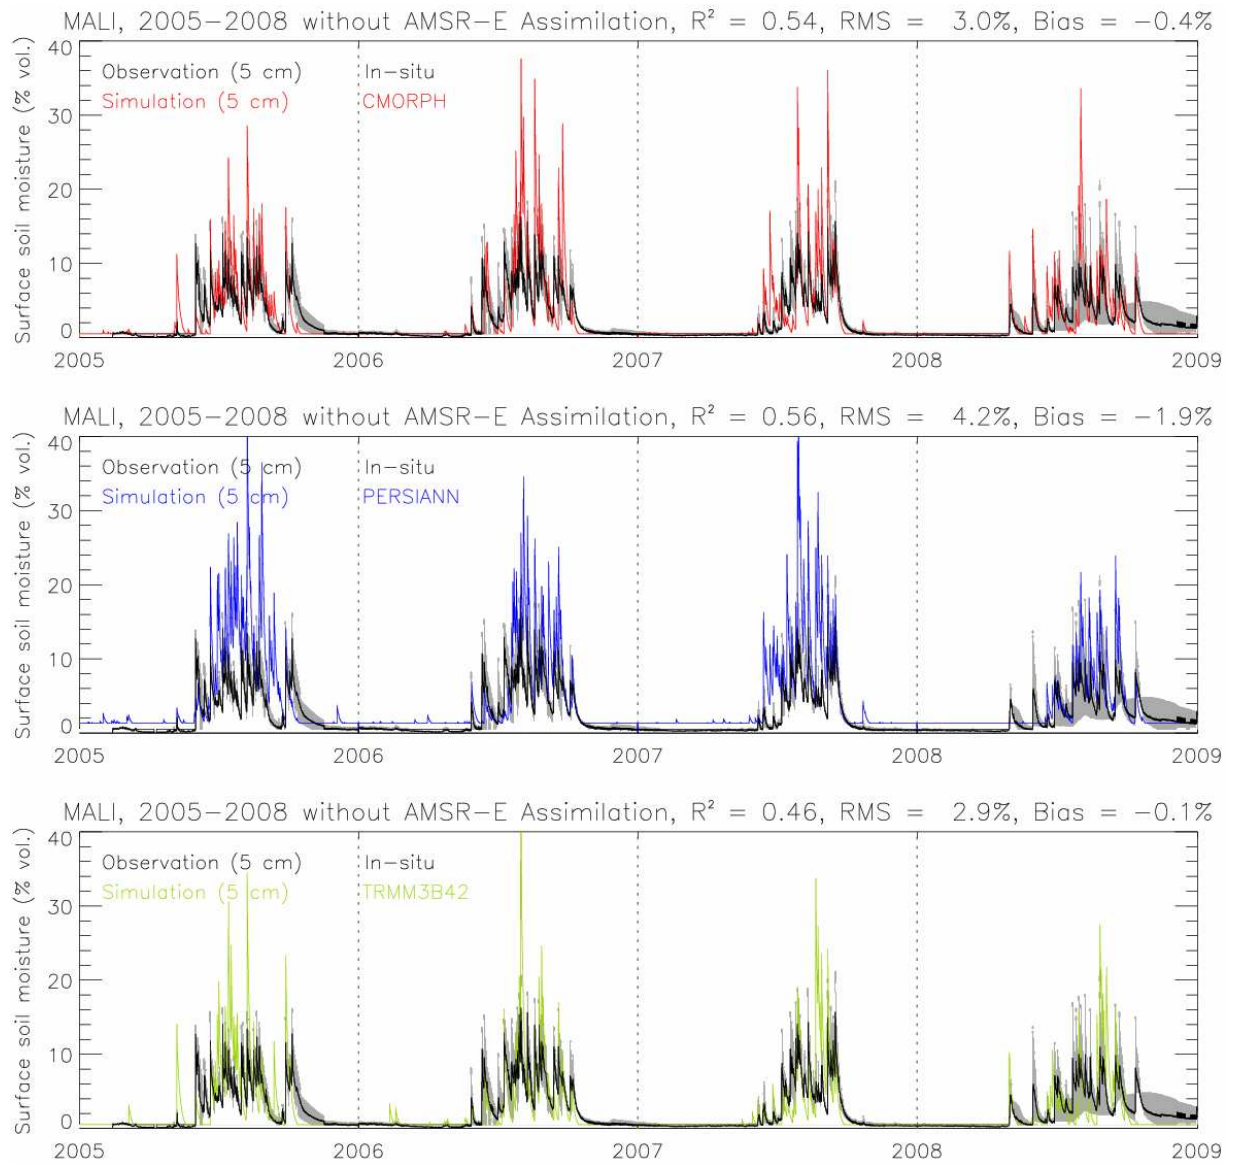 MALI, 2005-2008 without AMSR-E Assimilation, R² = 0.54, RMS = 3.0%, Bias = -0.4%
Surface soil moisture (% vol.)
40
30
20
10
0
Observation (5 cm) In-situ
Simulation (5 cm) CMORPH
2005 2006 2007 2008 2009
MALI, 2005-2008 without AMSR-E Assimilation, R² = 0.56, RMS = 4.2%, Bias = -1.9%
Surface soil moisture (% vol.)
40
30
20
10
0
Observation (5 cm) In-situ
Simulation (5 cm) PERSIANN
2005 2006 2007 2008 2009
MALI, 2005-2008 without AMSR-E Assimilation, R² = 0.46, RMS = 2.9%, Bias = -0.1%
Surface soil moisture (% vol.)
40
30
20
10
0
Observation (5 cm) In-situ
Simulation (5 cm) TRMM3B42
2005 2006 2007 2008 2009